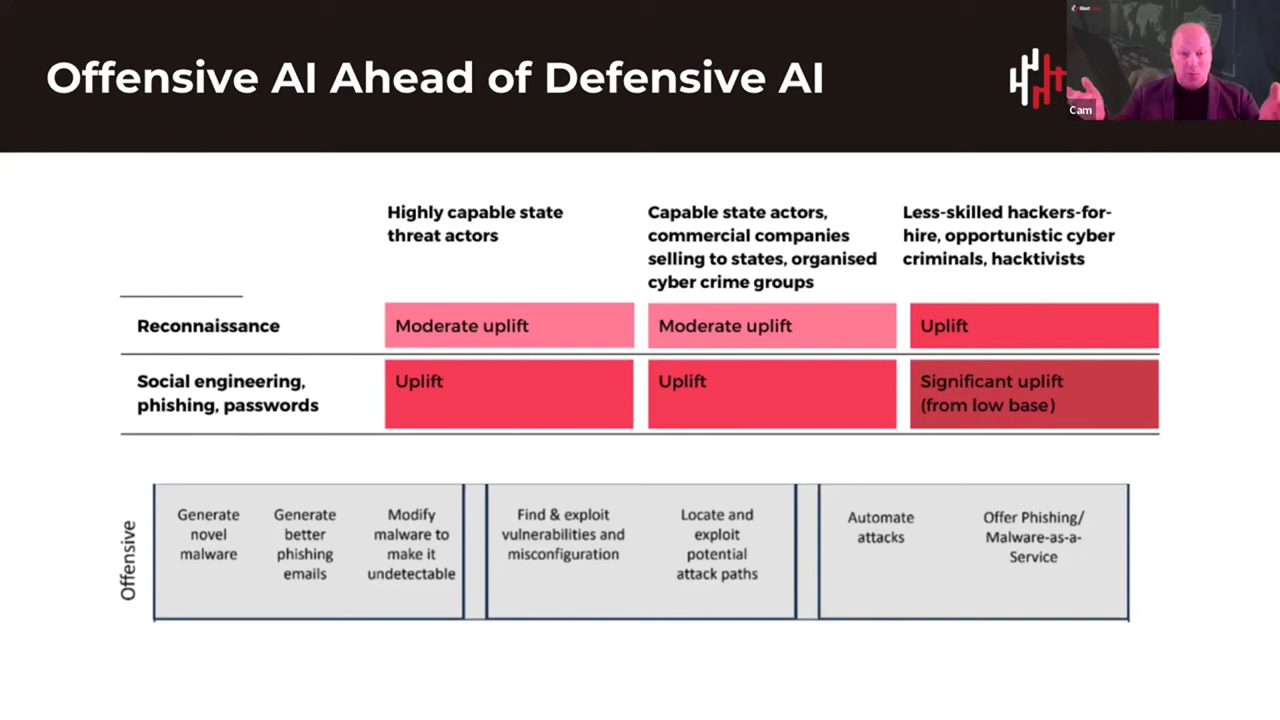 Offensive AI Ahead of Defensive AI
Cam
Highly capable state
threat actors
Capable state actors,
commercial companies
selling to states, organised
cyber crime groups
Less-skilled hackers-for-
hire, opportunistic cyber
criminals, hacktivists
Reconnaissance
Moderate uplift
Moderate uplift
Uplift
Social engineering,
phishing, passwords
Uplift
Uplift
Significant uplift
(from low base)
Offensive
Generate
novel
malware
Generate
better
phishing
emails
Modify
malware to
make it
undetectable
Find & exploit
vulnerabilities and
misconfiguration
Locate and
exploit
potential
attack paths
Automate
attacks
Offer Phishing/
Malware-as-a-
Service